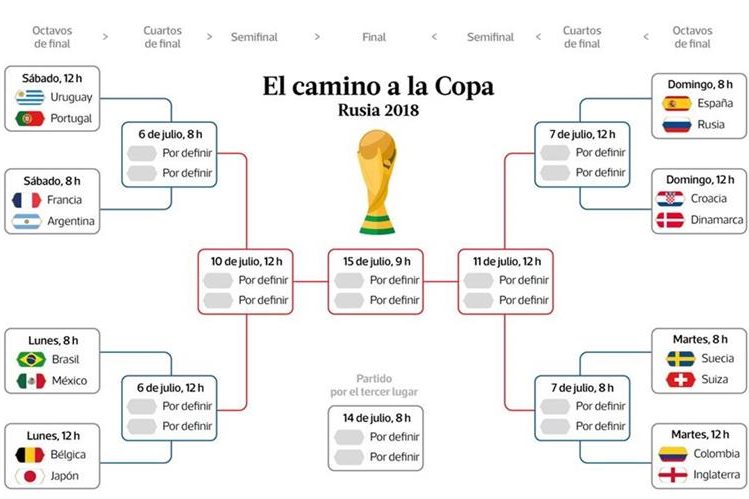 Octavos
de final
>
Cuartos
de final
>
Semifinal
>
Final
<
Semifinal
<
Cuartos
de final
<
Octavos
de final
El camino a la Copa
Rusia 2018
Sábado, 12 h
Uruguay
Portugal
6 de julio, 8 h
Por definir
Por definir
Sábado, 8 h
Francia
Argentina
10 de julio, 12 h
Por definir
Por definir
Lunes, 8 h
Brasil
México
6 de julio, 12 h
Por definir
Por definir
Lunes, 12 h
Bélgica
Japón
15 de julio, 9 h
Por definir
Por definir
Partido
por el tercer lugar
14 de julio, 8 h
Por definir
Por definir
Domingo, 8 h
España
Rusia
7 de julio, 12 h
Por definir
Por definir
Domingo, 12 h
Croacia
Dinamarca
11 de julio, 12 h
Por definir
Por definir
Martes, 8 h
Suecia
Suiza
7 de julio, 8 h
Por definir
Por definir
Martes, 12 h
Colombia
Inglaterra